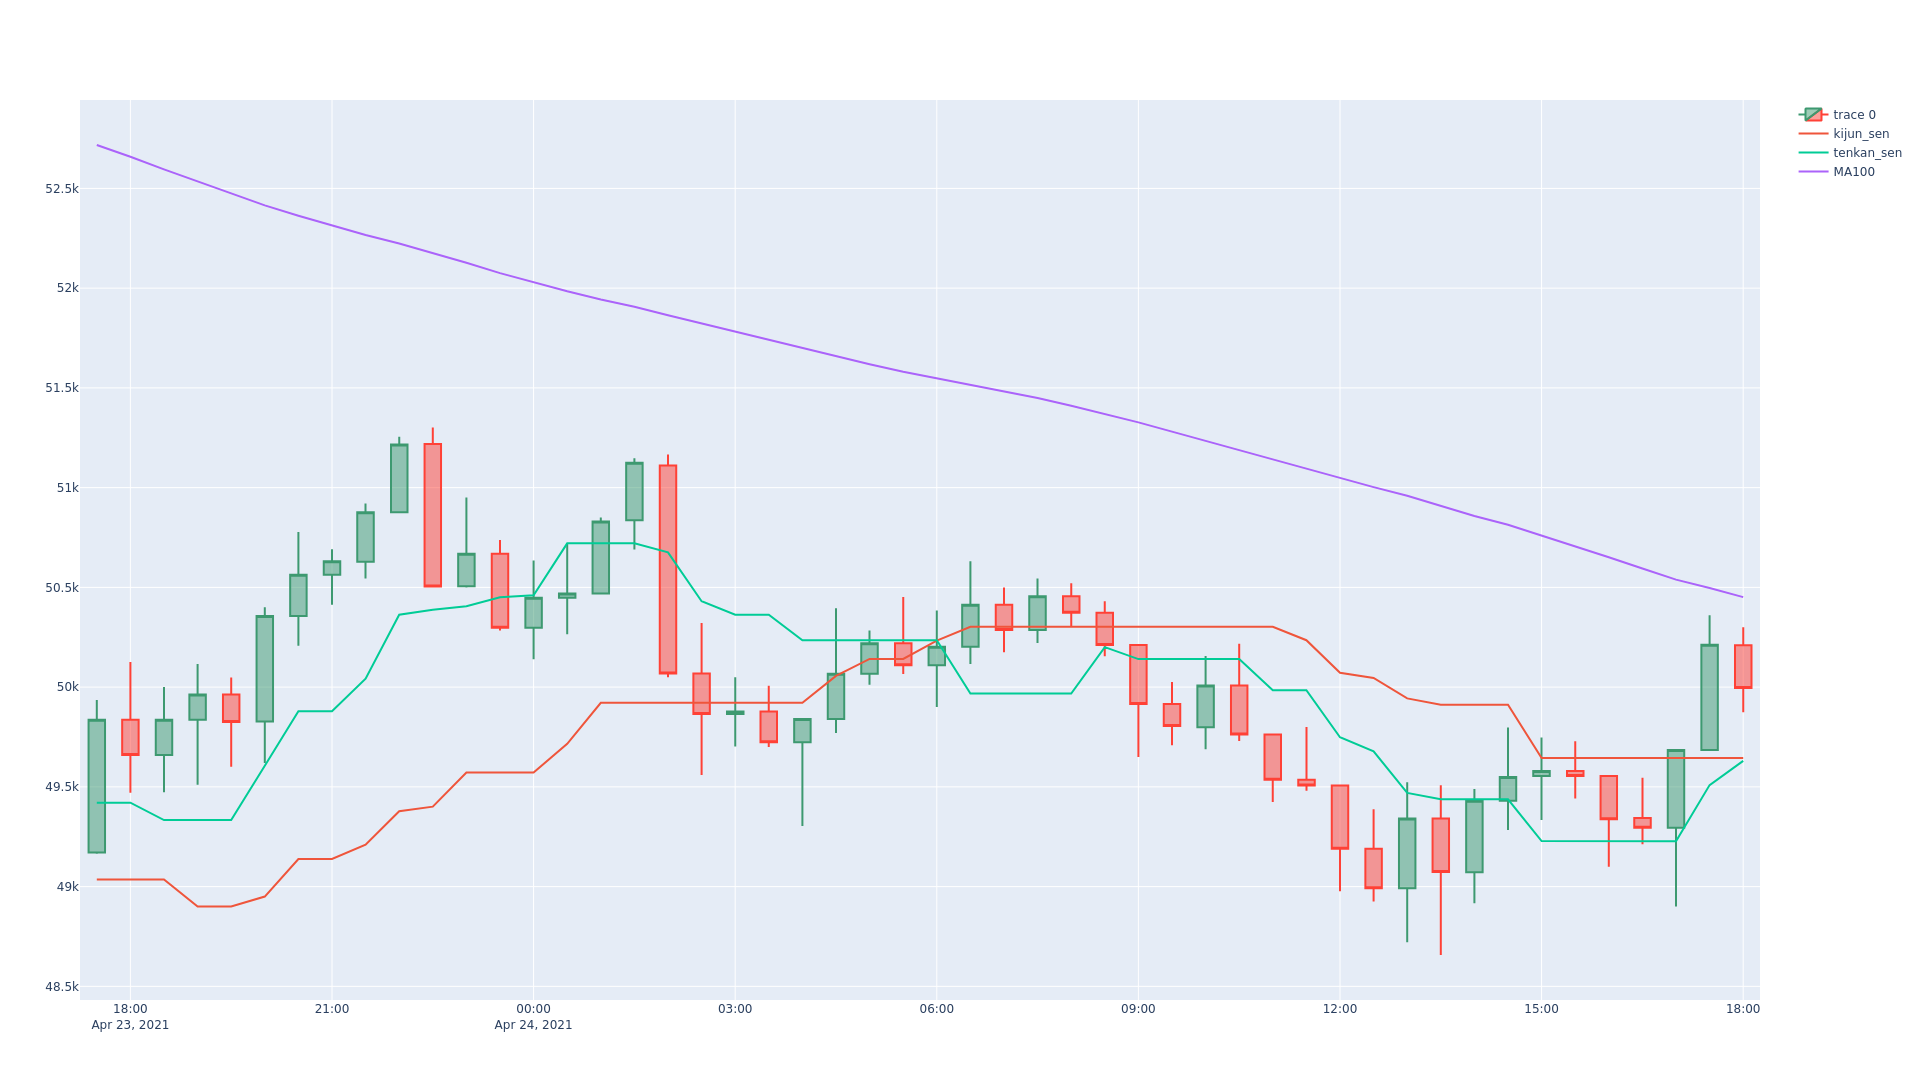 trace 0
kijun_sen
tenkan_sen
MA100
52.5k
52k
51.5k
51k
50.5k
50k
49.5k
49k
48.5k
18:00 21:00 00:00 03:00 06:00 09:00 12:00 15:00 18:00
Apr 23, 2021 Apr 24, 2021